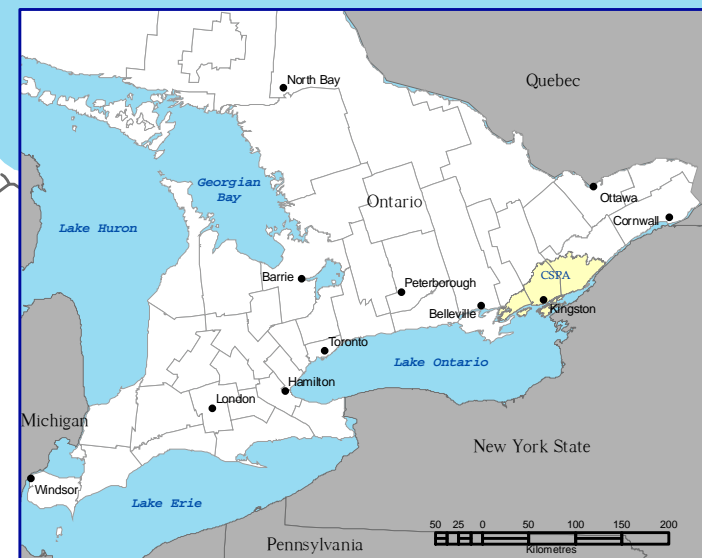 North Bay
Quebec
Georgian
Bay
Ontario
Ottawa
Lake Huron
Cornwall
Barrie
CSPA
Peterborough
Belleville
Kingston
Toronto
Lake Ontario
Hamilton
London
Michigan
New York State
Windsor
Lake Erie
50 25 0 50 100 150 200
Kilometres
Pennsylvania